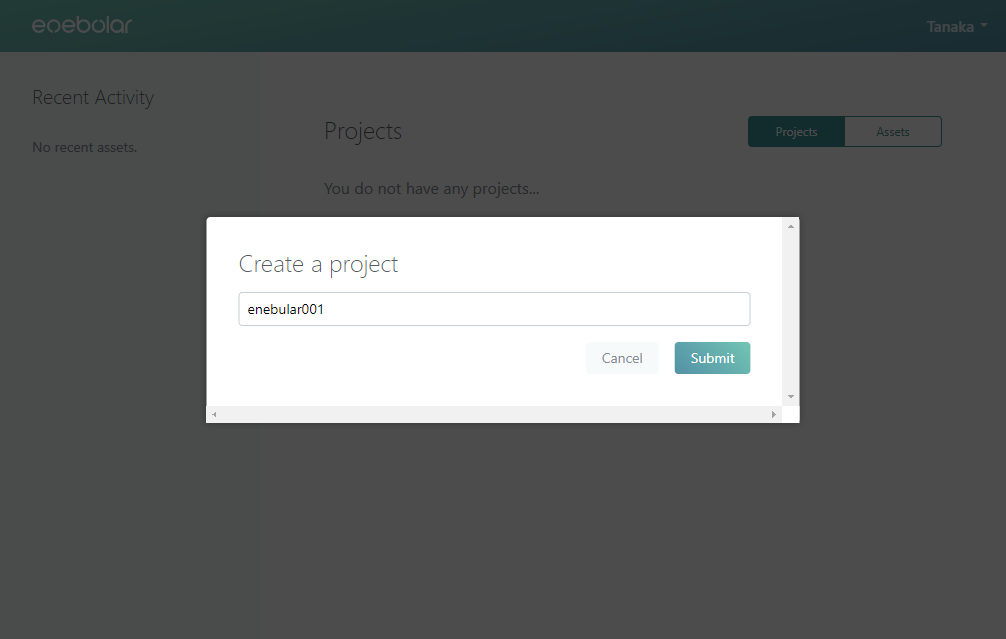 enebular
Tanaka
Recent Activity
No recent assets.
Projects
Projects
Assets
You do not have any projects...
Create a project
enebular001
Cancel
Submit